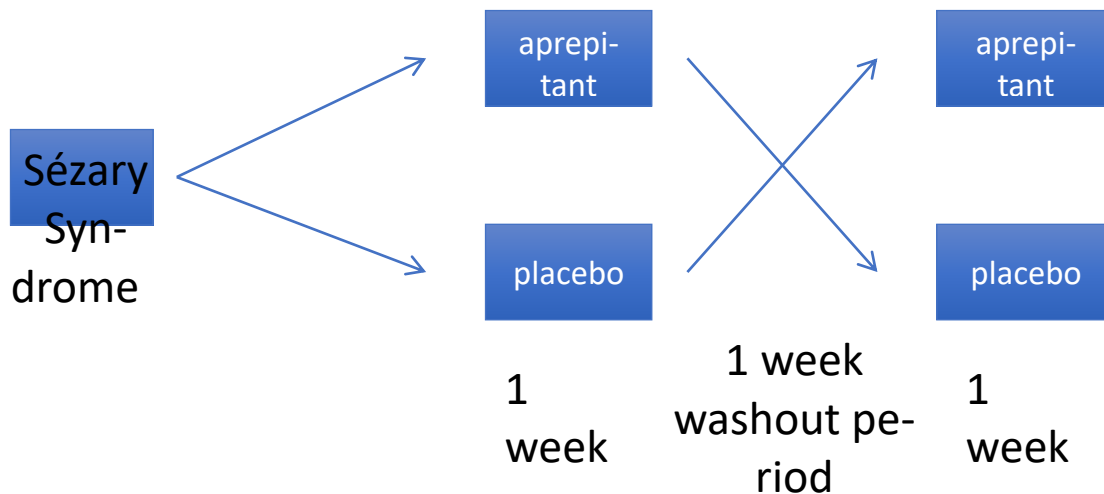 aprepi-
tant
aprepi-
tant
Sézary
Syn-
drome
placebo
placebo
1
week
1 week
washout pe-
riod
1
week